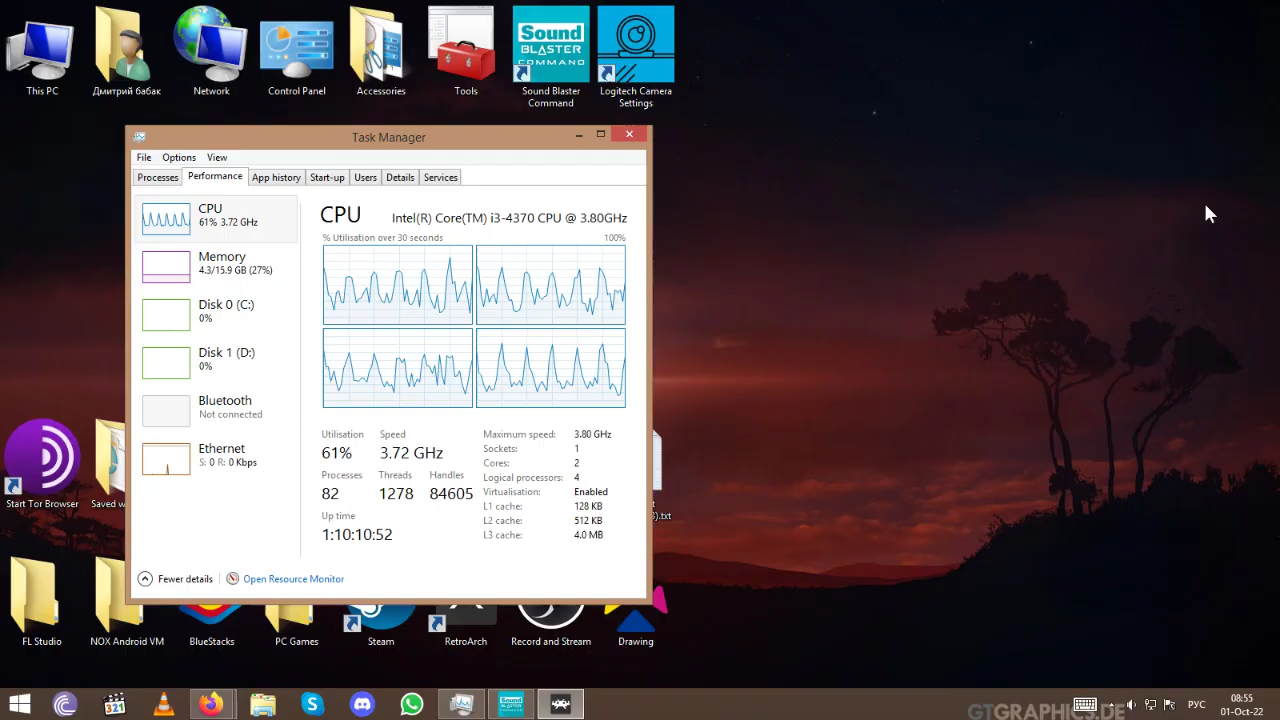 This PC
Дмитрий бабак
Network
Control Panel
Accessories
Tools
Sound BLASTER COMMAND
Sound Blaster
Command
Logitech Camera
Settings
Task Manager
File Options View
Processes Performance App history Start-up Users Details Services
CPU
61% 3.72 GHz
Memory
4.3/15.9 GB (27%)
Disk 0 (C:)
0%
Disk 1 (D:)
0%
Bluetooth
Not connected
Ethernet
S: 0 R: 0 Kbps
CPU Intel(R) Core(TM) i3-4370 CPU @ 3.80GHz
% Utilisation over 30 seconds 100%
Utilisation Speed
61% 3.72 GHz
Processes Threads Handles
82 1278 84605
Up time
1:10:10:52
Maximum speed: 3.80 GHz
Sockets: 1
Cores: 2
Logical processors: 4
Virtualisation: Enabled
L1 cache: 128 KB
L2 cache: 512 KB
L3 cache: 4.0 MB
Fewer details Open Resource Monitor
Start Tor Browser
Saved w
.txt
FL Studio
NOX Android VM
BlueStacks
PC Games
Steam
RetroArch
Record and Stream
Drawing
321
Sound BLASTER COMMAND
GTGRAPHICS.DE
РУС
08:55
01-Oct-22